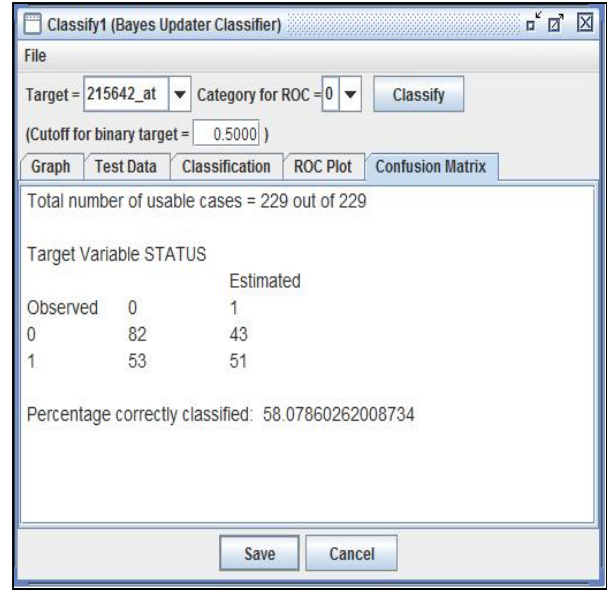 Classify1 (Bayes Updater Classifier)
File
Target = 215642_at Category for ROC = 0 Classify
(Cutoff for binary target = 0.5000 )
Graph Test Data Classification ROC Plot Confusion Matrix
Total number of usable cases = 229 out of 229
Target Variable STATUS
Estimated
Observed 0 1
0 82 43
1 53 51
Percentage correctly classified: 58.07860262008734
Save Cancel